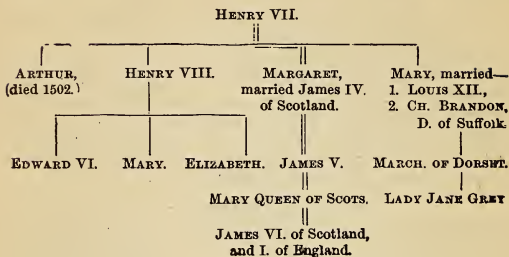 HENRY VII.
ARTHUR, HENRY VIII. MARGARET, MARY, married—
(died 1502.) married James IV. 1. LOUIS XII.,
of Scotland. 2. CH. BRANDON,
D. of Suffolk.
EDWARD VI. MARY. ELIZABETH. JAMES V. MARCH. OF DORSET.
MARY QUEEN OF SCOTS. LADY JANE GREY
JAMES VI. of Scotland,
and I. of England.